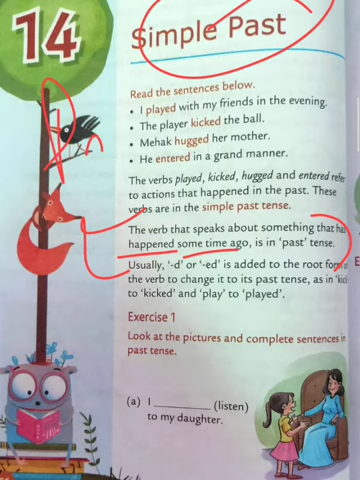 14
Simple Past
Read the sentences below.
• I played with my friends in the evening.
• The player kicked the ball.
• Mehak hugged her mother.
• He entered in a grand manner.
The verbs played, kicked, hugged and entered refer
to actions that happened in the past. These
verbs are in the simple past tense.
The verb that speaks about something that has
happened some time ago, is in 'past' tense.
Usually, '-d' or '-ed' is added to the root form
the verb to change it to its past tense, as in
to 'kicked' and 'play' to 'played'.
Exercise 1
Look at the pictures and complete sentences in
past tense.
(a) I ________ (listen)
to my daughter.